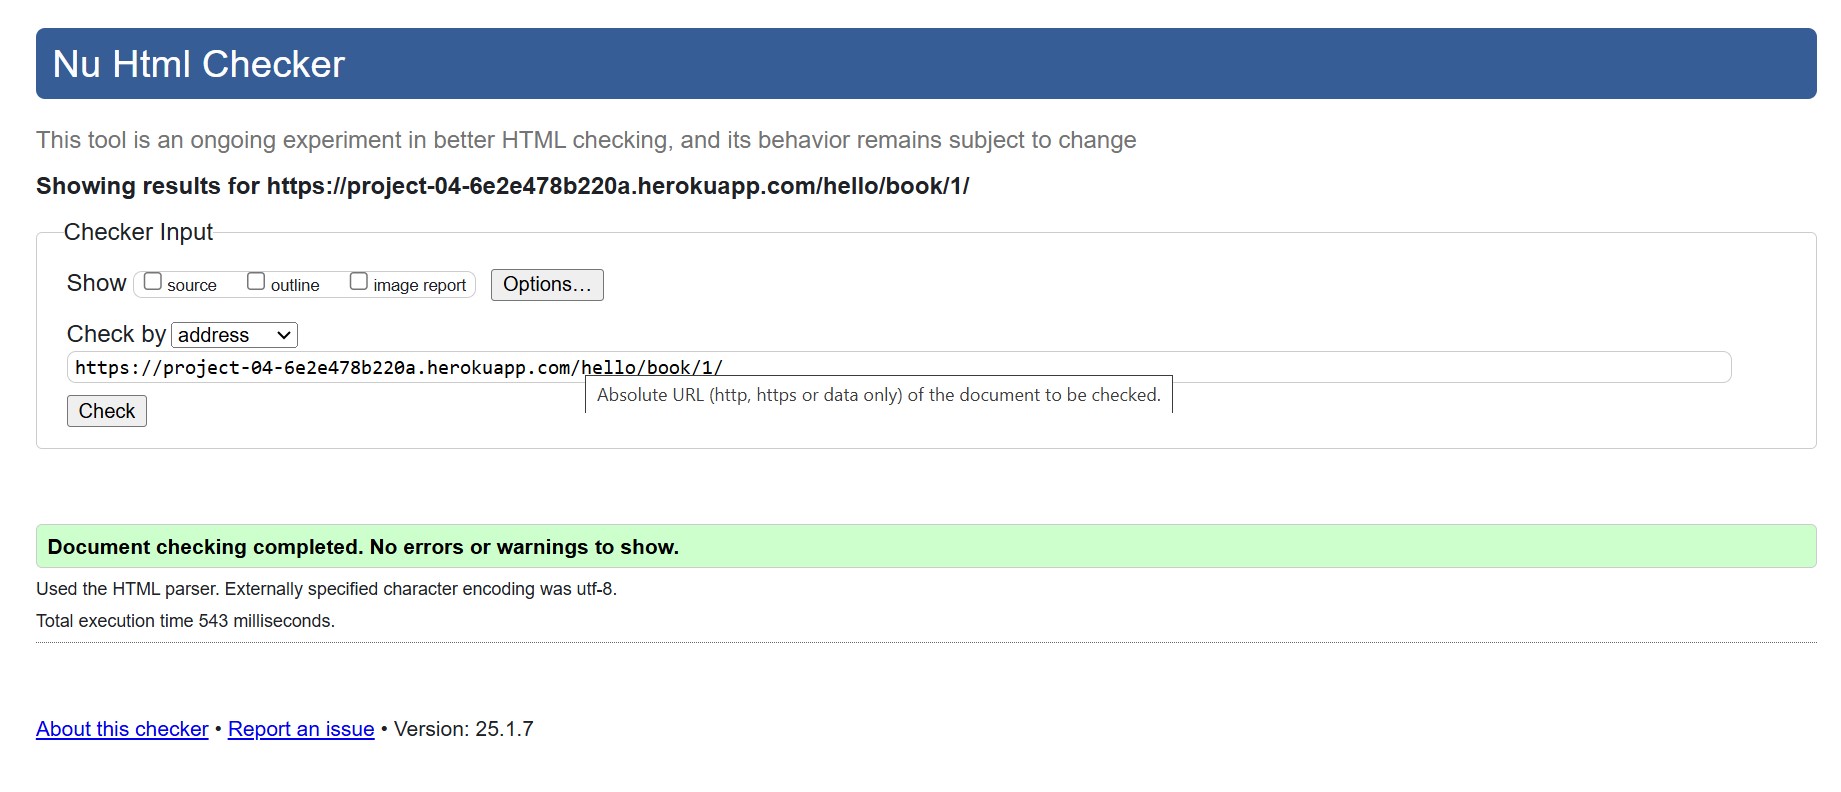 Nu Html Checker
This tool is an ongoing experiment in better HTML checking, and its behavior remains subject to change
Showing results for https://project-04-6e2e478b220a.herokuapp.com/hello/book/1/
Checker Input
Show source outline image report Options...
Check by address
https://project-04-6e2e478b220a.herokuapp.com/hello/book/1/
Absolute URL (http, https or data only) of the document to be checked.
Check
Document checking completed. No errors or warnings to show.
Used the HTML parser. Externally specified character encoding was utf-8.
Total execution time 543 milliseconds.
About this checker • Report an issue • Version: 25.1.7